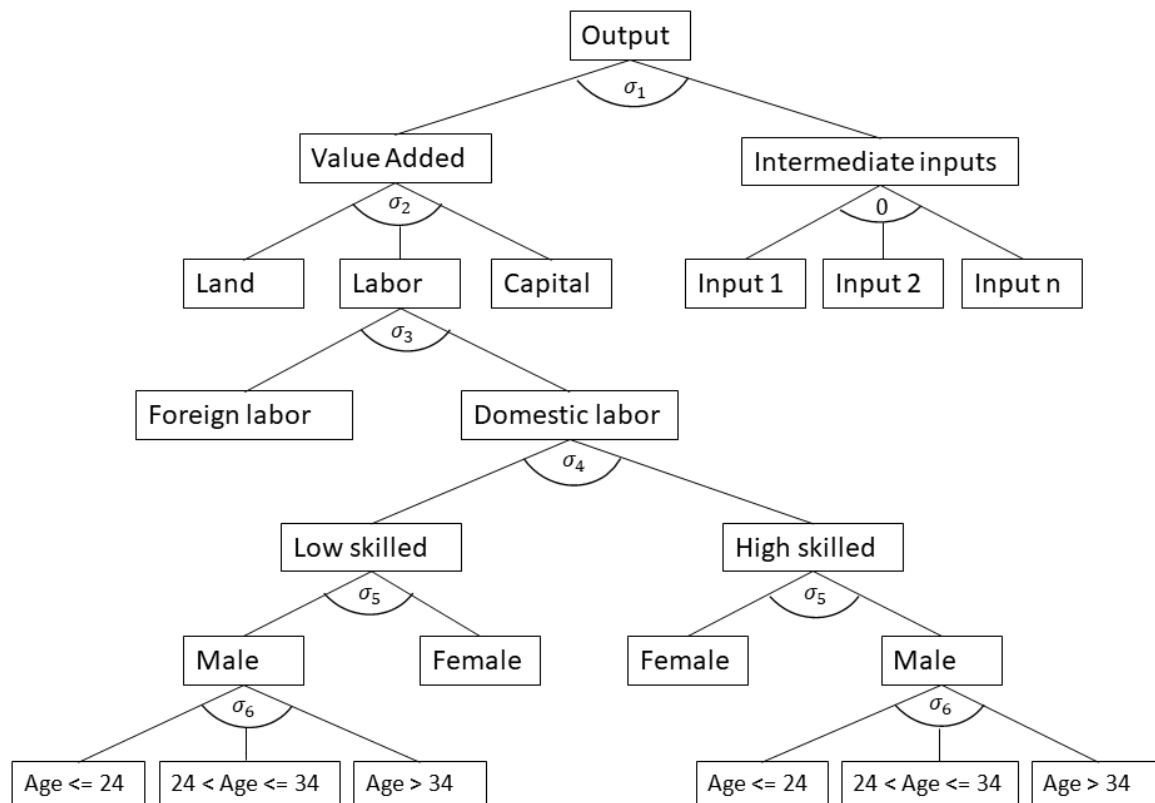 Output
σ₁
Value Added
Intermediate inputs
σ₂
0
Land
Labor
Capital
Input 1
Input 2
Input n
σ₃
Foreign labor
Domestic labor
σ₄
Low skilled
High skilled
σ₅
σ₅
Male
Female
Female
Male
σ₆
σ₆
Age <= 24
24 < Age <= 34
Age > 34
Age <= 24
24 < Age <= 34
Age > 34